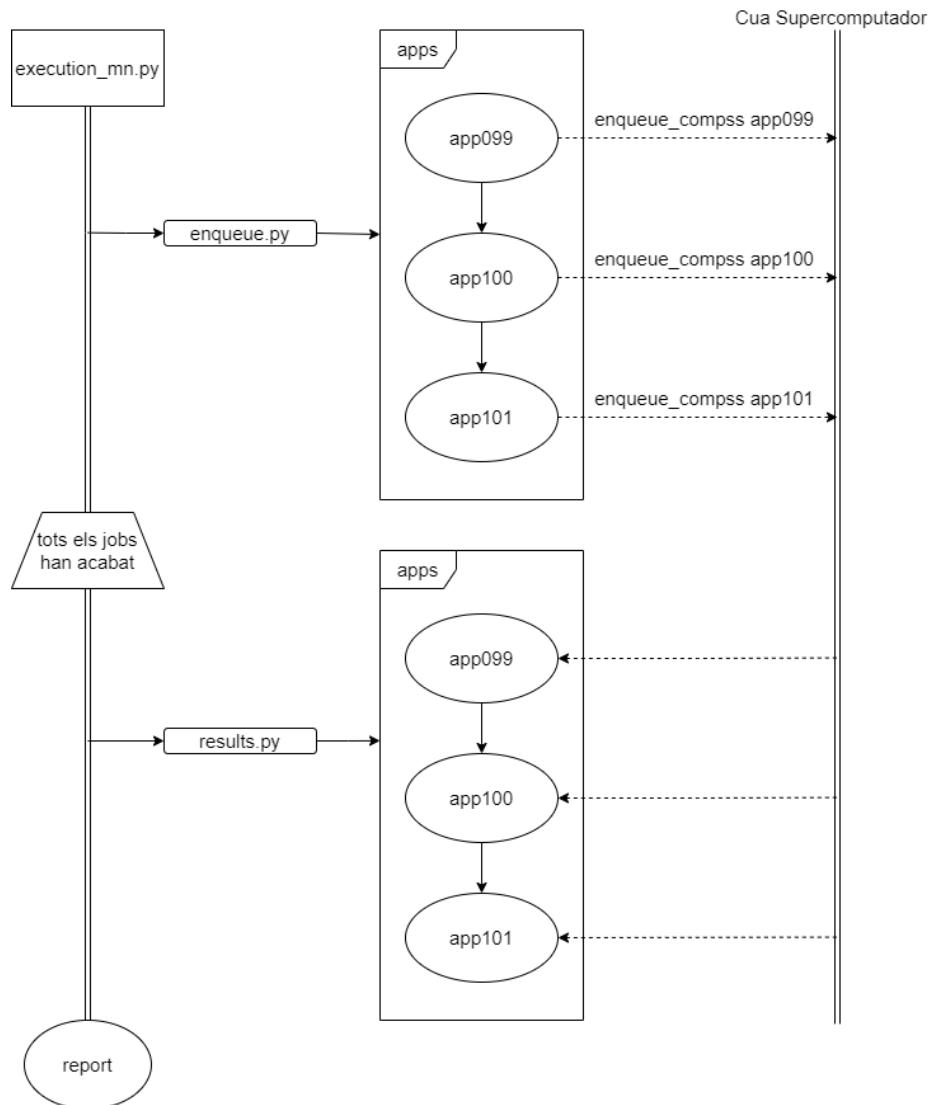 Cua Supercomputador
execution_mn.py
apps
app099
enqueue_compss app099
enqueue.py
app100
enqueue_compss app100
app101
enqueue_compss app101
tots els jobs
han acabat
apps
app099
results.py
app100
app101
report